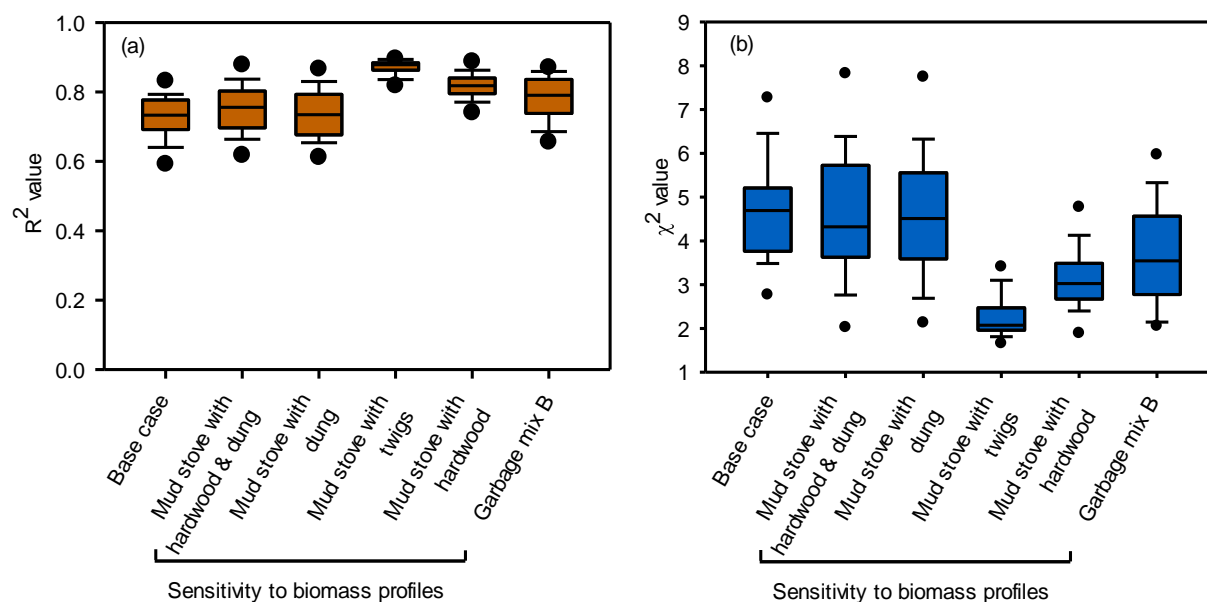 (a)
1.0
0.8
0.6
0.4
0.2
0.0
R² value
Base case
Mud stove with
hardwood & dung
Mud stove with
dung
Mud stove with
twigs
Mud stove with
hardwood
Garbage mix B
Sensitivity to biomass profiles
(b)
9
8
7
6
5
4
3
2
1
χ² value
Base case
Mud stove with
hardwood & dung
Mud stove with
dung
Mud stove with
twigs
Mud stove with
hardwood
Garbage mix B
Sensitivity to biomass profiles